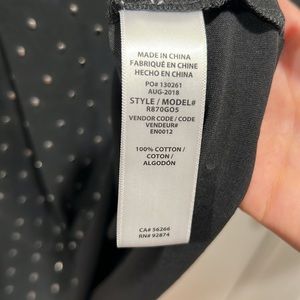 MADE IN CHINA
FABRIQUÉ EN CHINE
HECHO EN CHINA
PO# 130261
AUG-2018
STYLE / MODEL#
R870GO5
VENDOR CODE / CODE
VENDEUR#
EN0012
100% COTTON /
COTON /
ALGODÓN
CA# 56266
RN# 92874